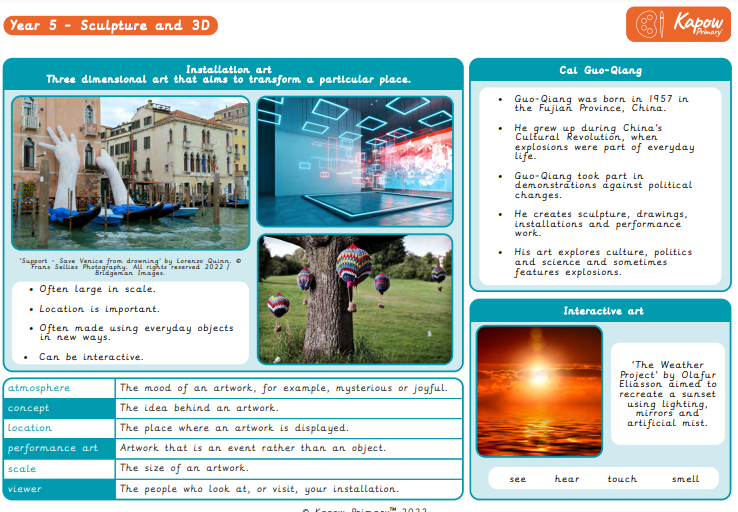 Year 5 - Sculpture and 3D
Kapow
Primary
Installation art
Three dimensional art that aims to transform a particular place.
'Support - Save Venice from drowning' by Lorenzo Quinn. ©
Frans Sellies Photography. All rights reserved 2022 /
Bridgeman Images.
• Often large in scale.
• Location is important.
• Often made using everyday objects
in new ways.
• Can be interactive.
atmosphere The mood of an artwork, for example, mysterious or joyful.
concept The idea behind an artwork.
location The place where an artwork is displayed.
performance art Artwork that is an event rather than an object.
scale The size of an artwork.
viewer The people who look at, or visit, your installation.
Cai Guo-Qiang
• Guo-Qiang was born in 1957 in
the Fujian Province, China.
• He grew up during China's
Cultural Revolution, when
explosions were part of everyday
life.
• Guo-Qiang took part in
demonstrations against political
changes.
• He creates sculpture, drawings,
installations and performance
work.
• His art explores culture, politics
and science and sometimes
features explosions.
Interactive art
'The Weather
Project' by Olafur
Eliasson aimed to
recreate a sunset
using lighting,
mirrors and
artificial mist.
see hear touch smell
© Kapow Primary™ 2022